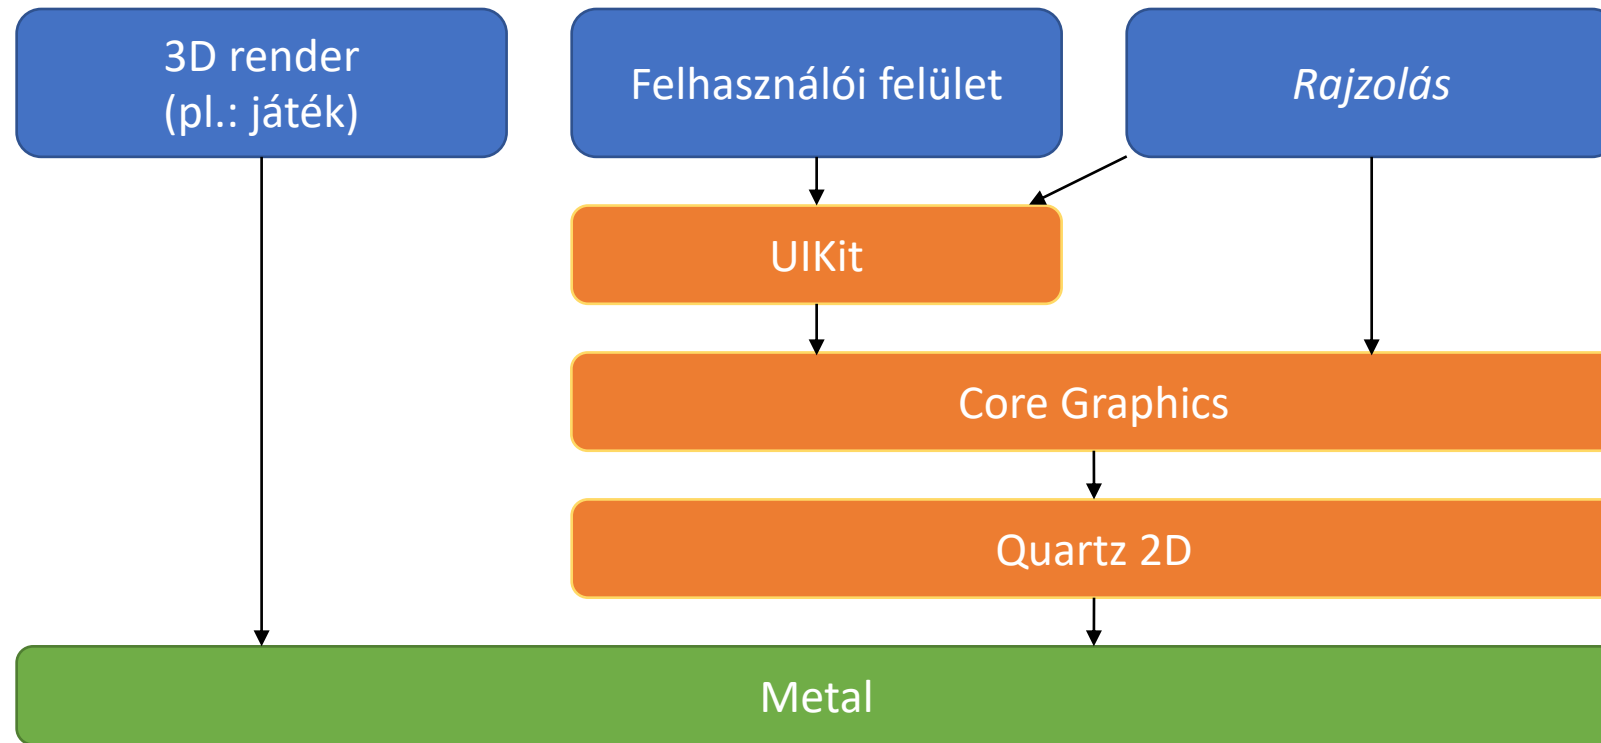 3D render
(pl.: játék)
Felhasználói felület
Rajzolás
UIKit
Core Graphics
Quartz 2D
Metal